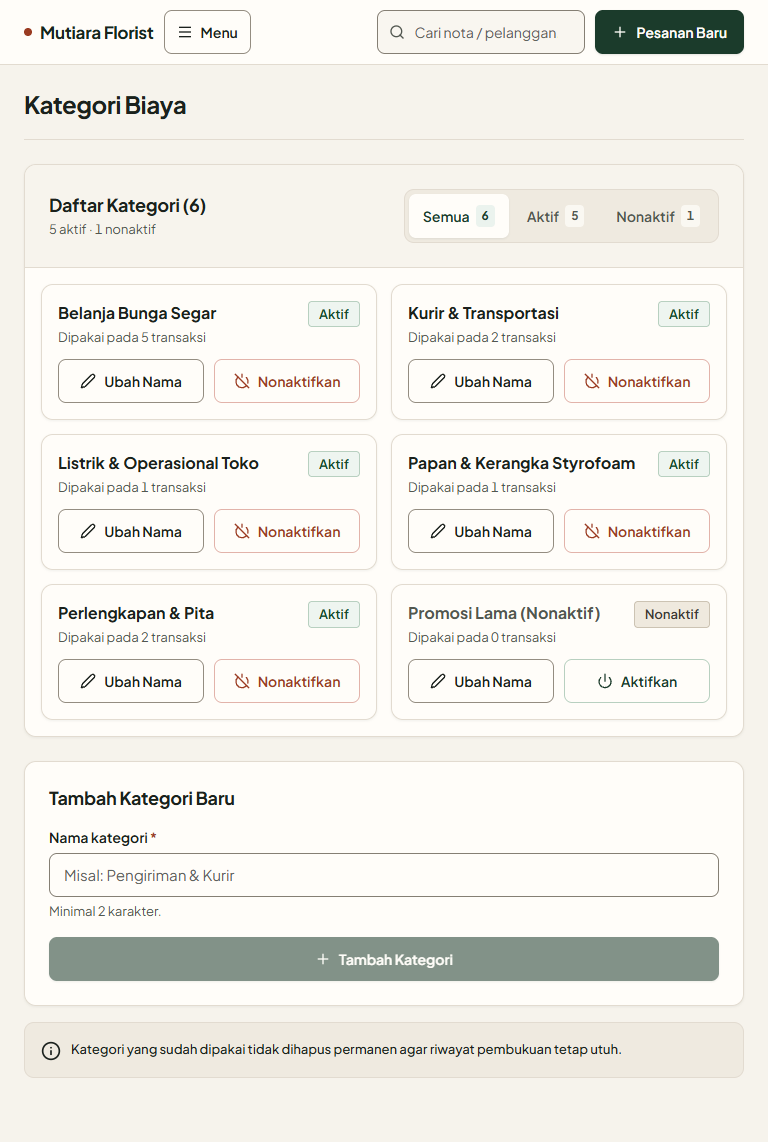 Mutiara Florist
Menu
Cari nota / pelanggan
Pesanan Baru
Kategori Biaya
Daftar Kategori (6)
5 aktif · 1 nonaktif
Semua 6
Aktif 5
Nonaktif 1
Belanja Bunga Segar
Aktif
Dipakai pada 5 transaksi
Ubah Nama
Nonaktifkan
Kurir & Transportasi
Aktif
Dipakai pada 2 transaksi
Ubah Nama
Nonaktifkan
Listrik & Operasional Toko
Aktif
Dipakai pada 1 transaksi
Ubah Nama
Nonaktifkan
Papan & Kerangka Styrofoam
Aktif
Dipakai pada 1 transaksi
Ubah Nama
Nonaktifkan
Perlengkapan & Pita
Aktif
Dipakai pada 2 transaksi
Ubah Nama
Nonaktifkan
Promosi Lama (Nonaktif)
Nonaktif
Dipakai pada 0 transaksi
Ubah Nama
Aktifkan
Tambah Kategori Baru
Nama kategori *
Misal: Pengiriman & Kurir
Minimal 2 karakter.
Tambah Kategori
Kategori yang sudah dipakai tidak dihapus permanen agar riwayat pembukuan tetap utuh.